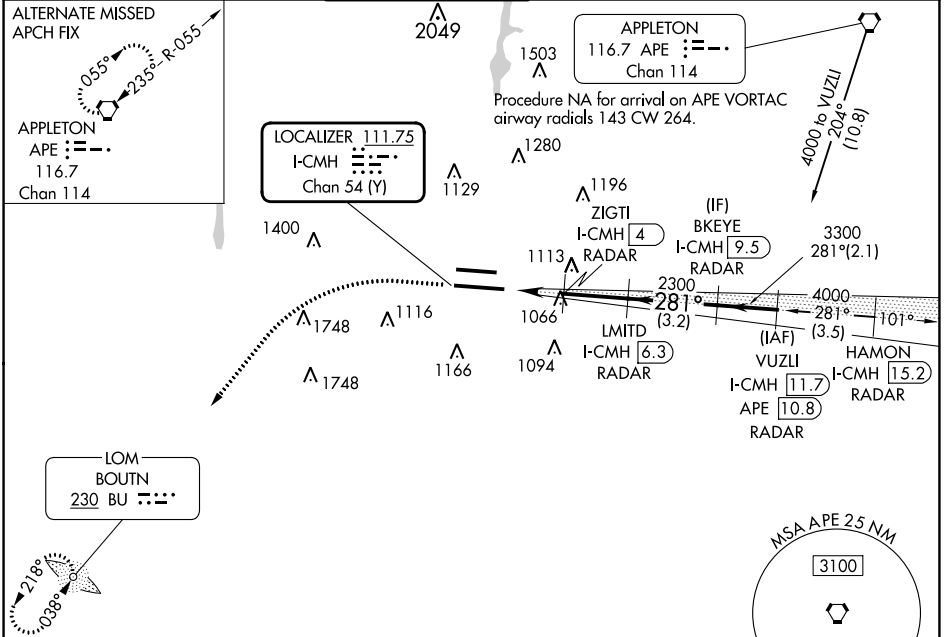 ALTERNATE MISSED
APCH FIX
055°
235°
R-055
APPLETON
APE
116.7
Chan 114
2049
1503
APPLETON
116.7 APE
Chan 114
Procedure NA for arrival on APE VORTAC
airway radials 143 CW 264.
4000 to VUZLI
204°
(10.8)
LOCALIZER 111.75
I-CMH
Chan 54 (Y)
1280
1129
1196
1400
ZIGTI
I-CMH 4
RADAR
(IF)
BKEYE
I-CMH 9.5
RADAR
3300
281°(2.1)
1113
2300
281°
(3.2)
4000
281°
(3.5)
101°
1066
1748
1116
LMITD
I-CMH 6.3
RADAR
(IAF)
VUZLI
I-CMH 11.7
APE 10.8
RADAR
HAMON
I-CMH 15.2
RADAR
1748
1166
1094
LOM
BOUTN
230 BU
218°
038°
MSA APE 25 NM
3100